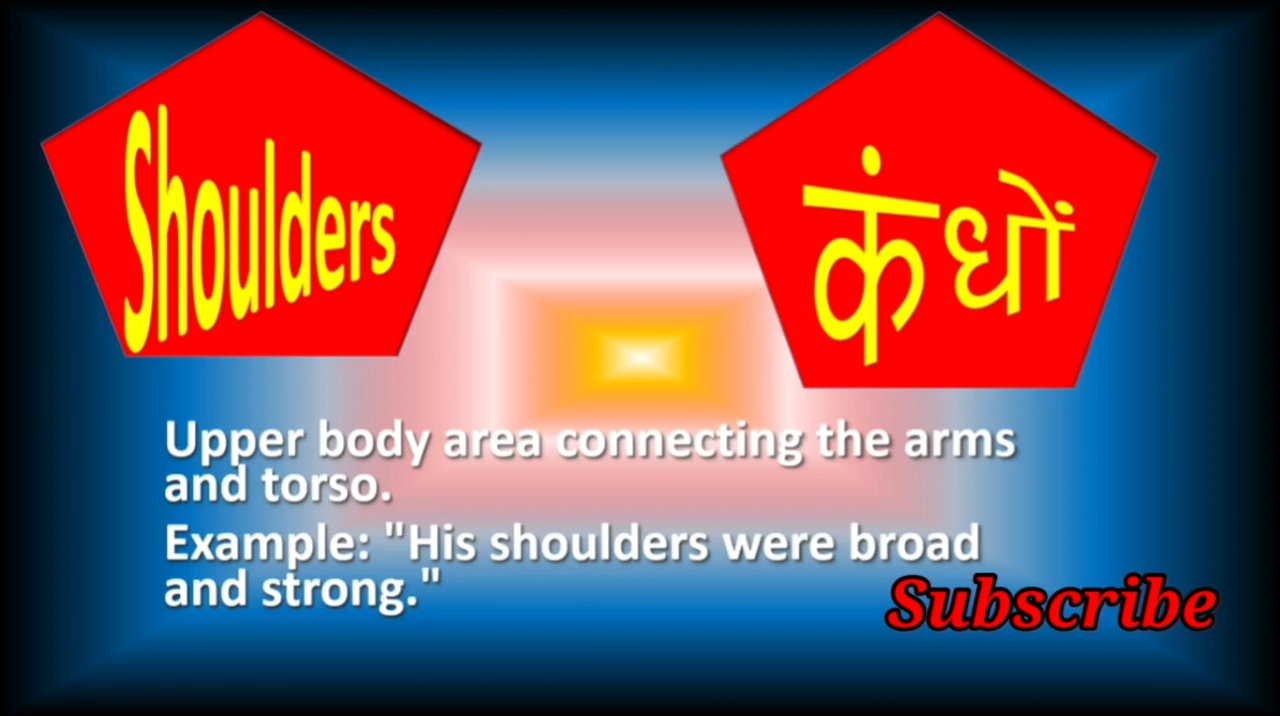 Shoulders
कंधों
Upper body area connecting the arms
and torso.
Example: "His shoulders were broad
and strong."
Subscribe